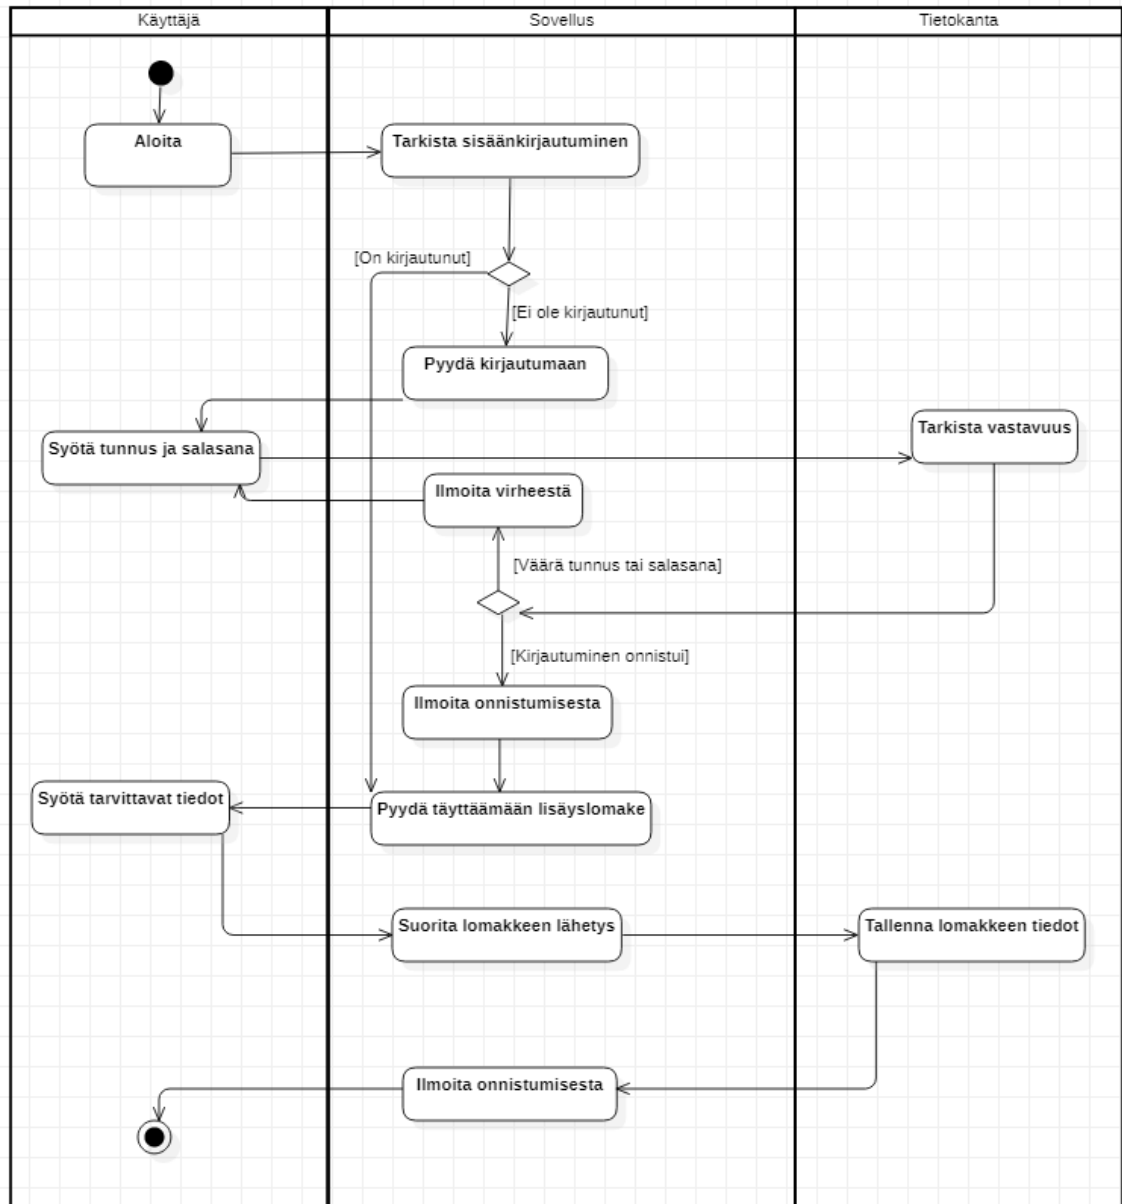 Käyttäjä
Sovellus
Tietokanta
Aloita
Tarkista sisäänkirjautuminen
[On kirjautunut]
[Ei ole kirjautunut]
Pyydä kirjautumaan
Syötä tunnus ja salasana
Tarkista vastavuus
Ilmoita virheestä
[Väärä tunnus tai salasana]
[Kirjautuminen onnistui]
Ilmoita onnistumisesta
Syötä tarvittavat tiedot
Pyydä täyttäämään lisäyslomake
Suorita lomakkeen lähetys
Tallenna lomakkeen tiedot
Ilmoita onnistumisesta